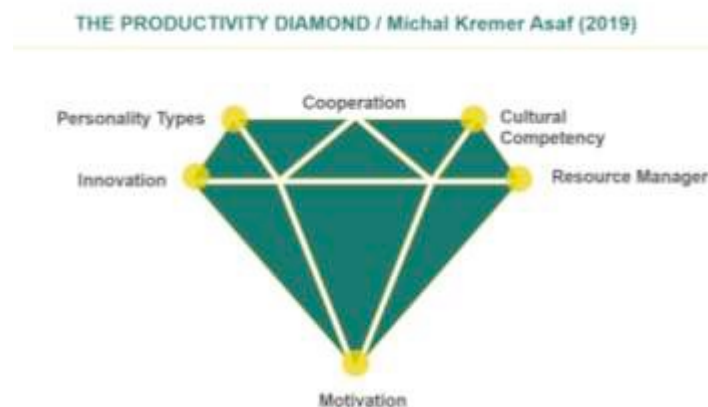 THE PRODUCTIVITY DIAMOND / Michal Kremer Asaf (2019)
Cooperation
Personality Types
Cultural
Competency
Innovation
Resource Manager
Motivation